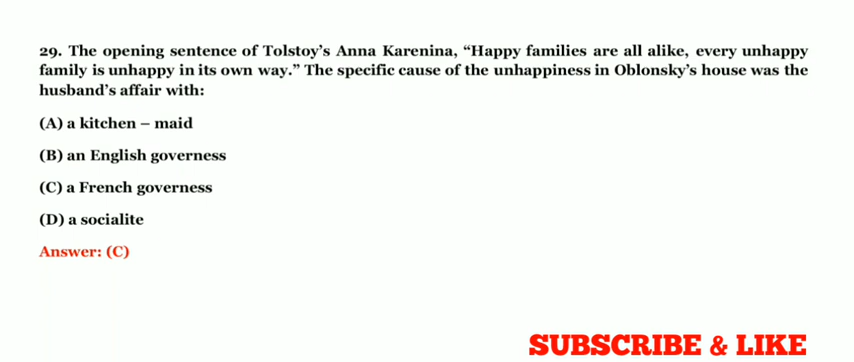 29. The opening sentence of Tolstoy’s Anna Karenina, “Happy families are all alike, every unhappy
family is unhappy in its own way.” The specific cause of the unhappiness in Oblonsky’s house was the
husband’s affair with:
(A) a kitchen – maid
(B) an English governess
(C) a French governess
(D) a socialite
Answer: (C)
SUBSCRIBE & LIKE